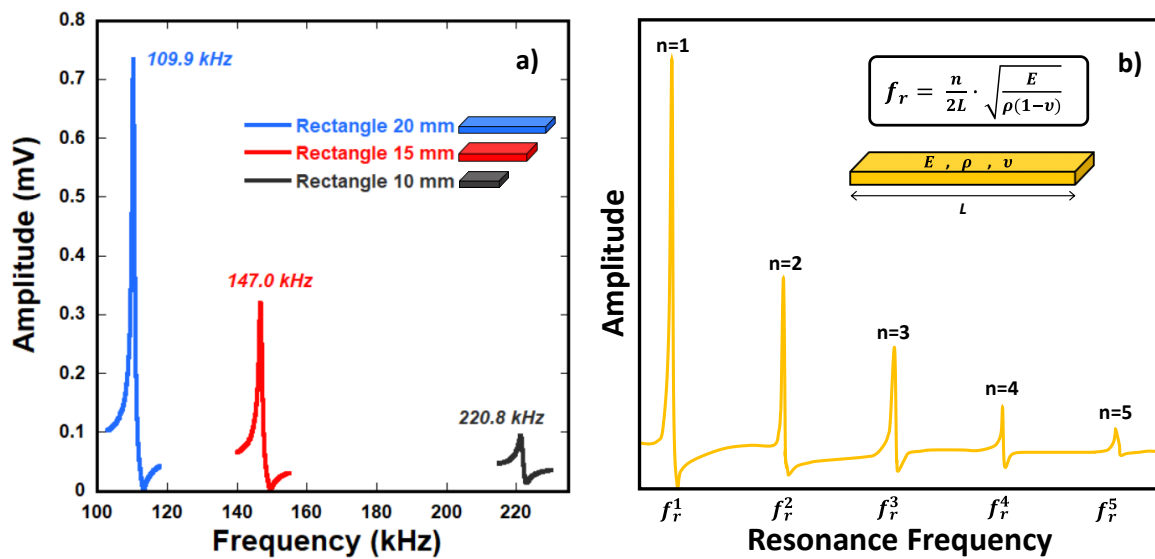 a)
0.8
0.7
0.6
0.5
0.4
0.3
0.2
0.1
0
Amplitude (mV)
109.9 kHz
Rectangle 20 mm
Rectangle 15 mm
Rectangle 10 mm
147.0 kHz
220.8 kHz
100 120 140 160 180 200 220
Frequency (kHz)
b)
n=1
f_r = n/2L · √(E/ρ(1−υ))
E , ρ , υ
L
n=2
n=3
n=4
n=5
Amplitude
f_r^1 f_r^2 f_r^3 f_r^4 f_r^5
Resonance Frequency